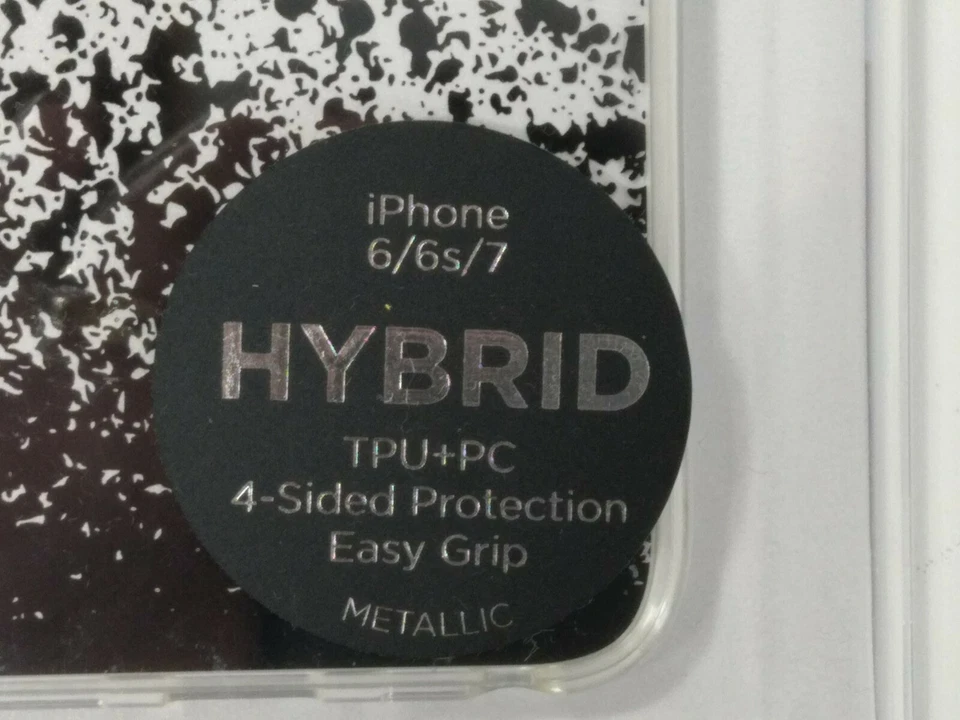 iPhone
6/6s/7
HYBRID
TPU+PC
4-Sided Protection
Easy Grip
METALLIC